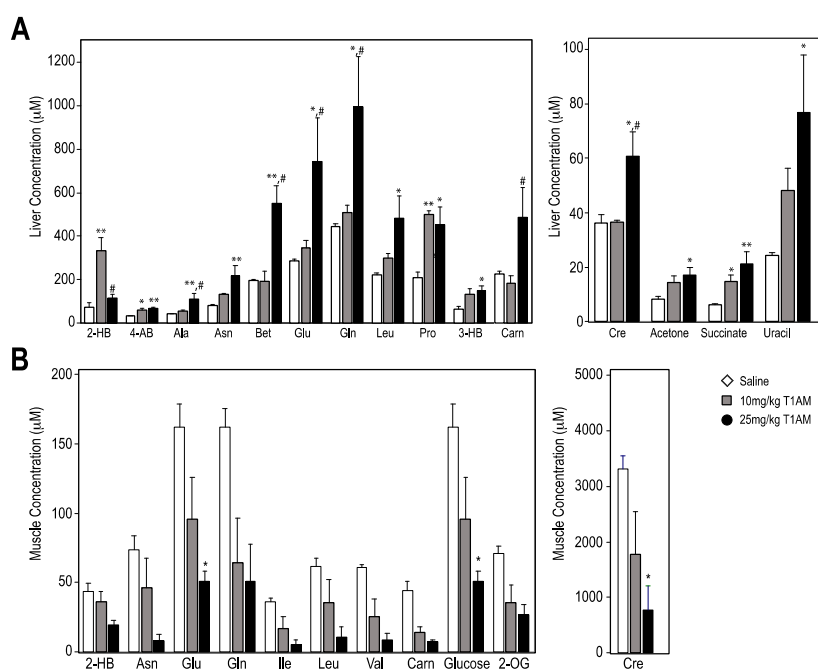 A
Liver Concentration (µM)
1200
1000
800
600
400
200
0
** # * ** **,# ** **,# *,# *,# * ** * * #
2-HB 4-AB Ala Asn Bet Glu Gln Leu Pro 3-HB Carn
Liver Concentration (µM)
100
80
60
40
20
0
*,# * * ** *
Cre Acetone Succinate Uracil
B
Muscle Concentration (µM)
200
150
100
50
0
* *
2-HB Asn Glu Gln Ile Leu Val Carn Glucose 2-OG
Muscle Concentration (µM)
5000
4000
3000
2000
1000
0
*
Cre
Saline
10mg/kg T1AM
25mg/kg T1AM